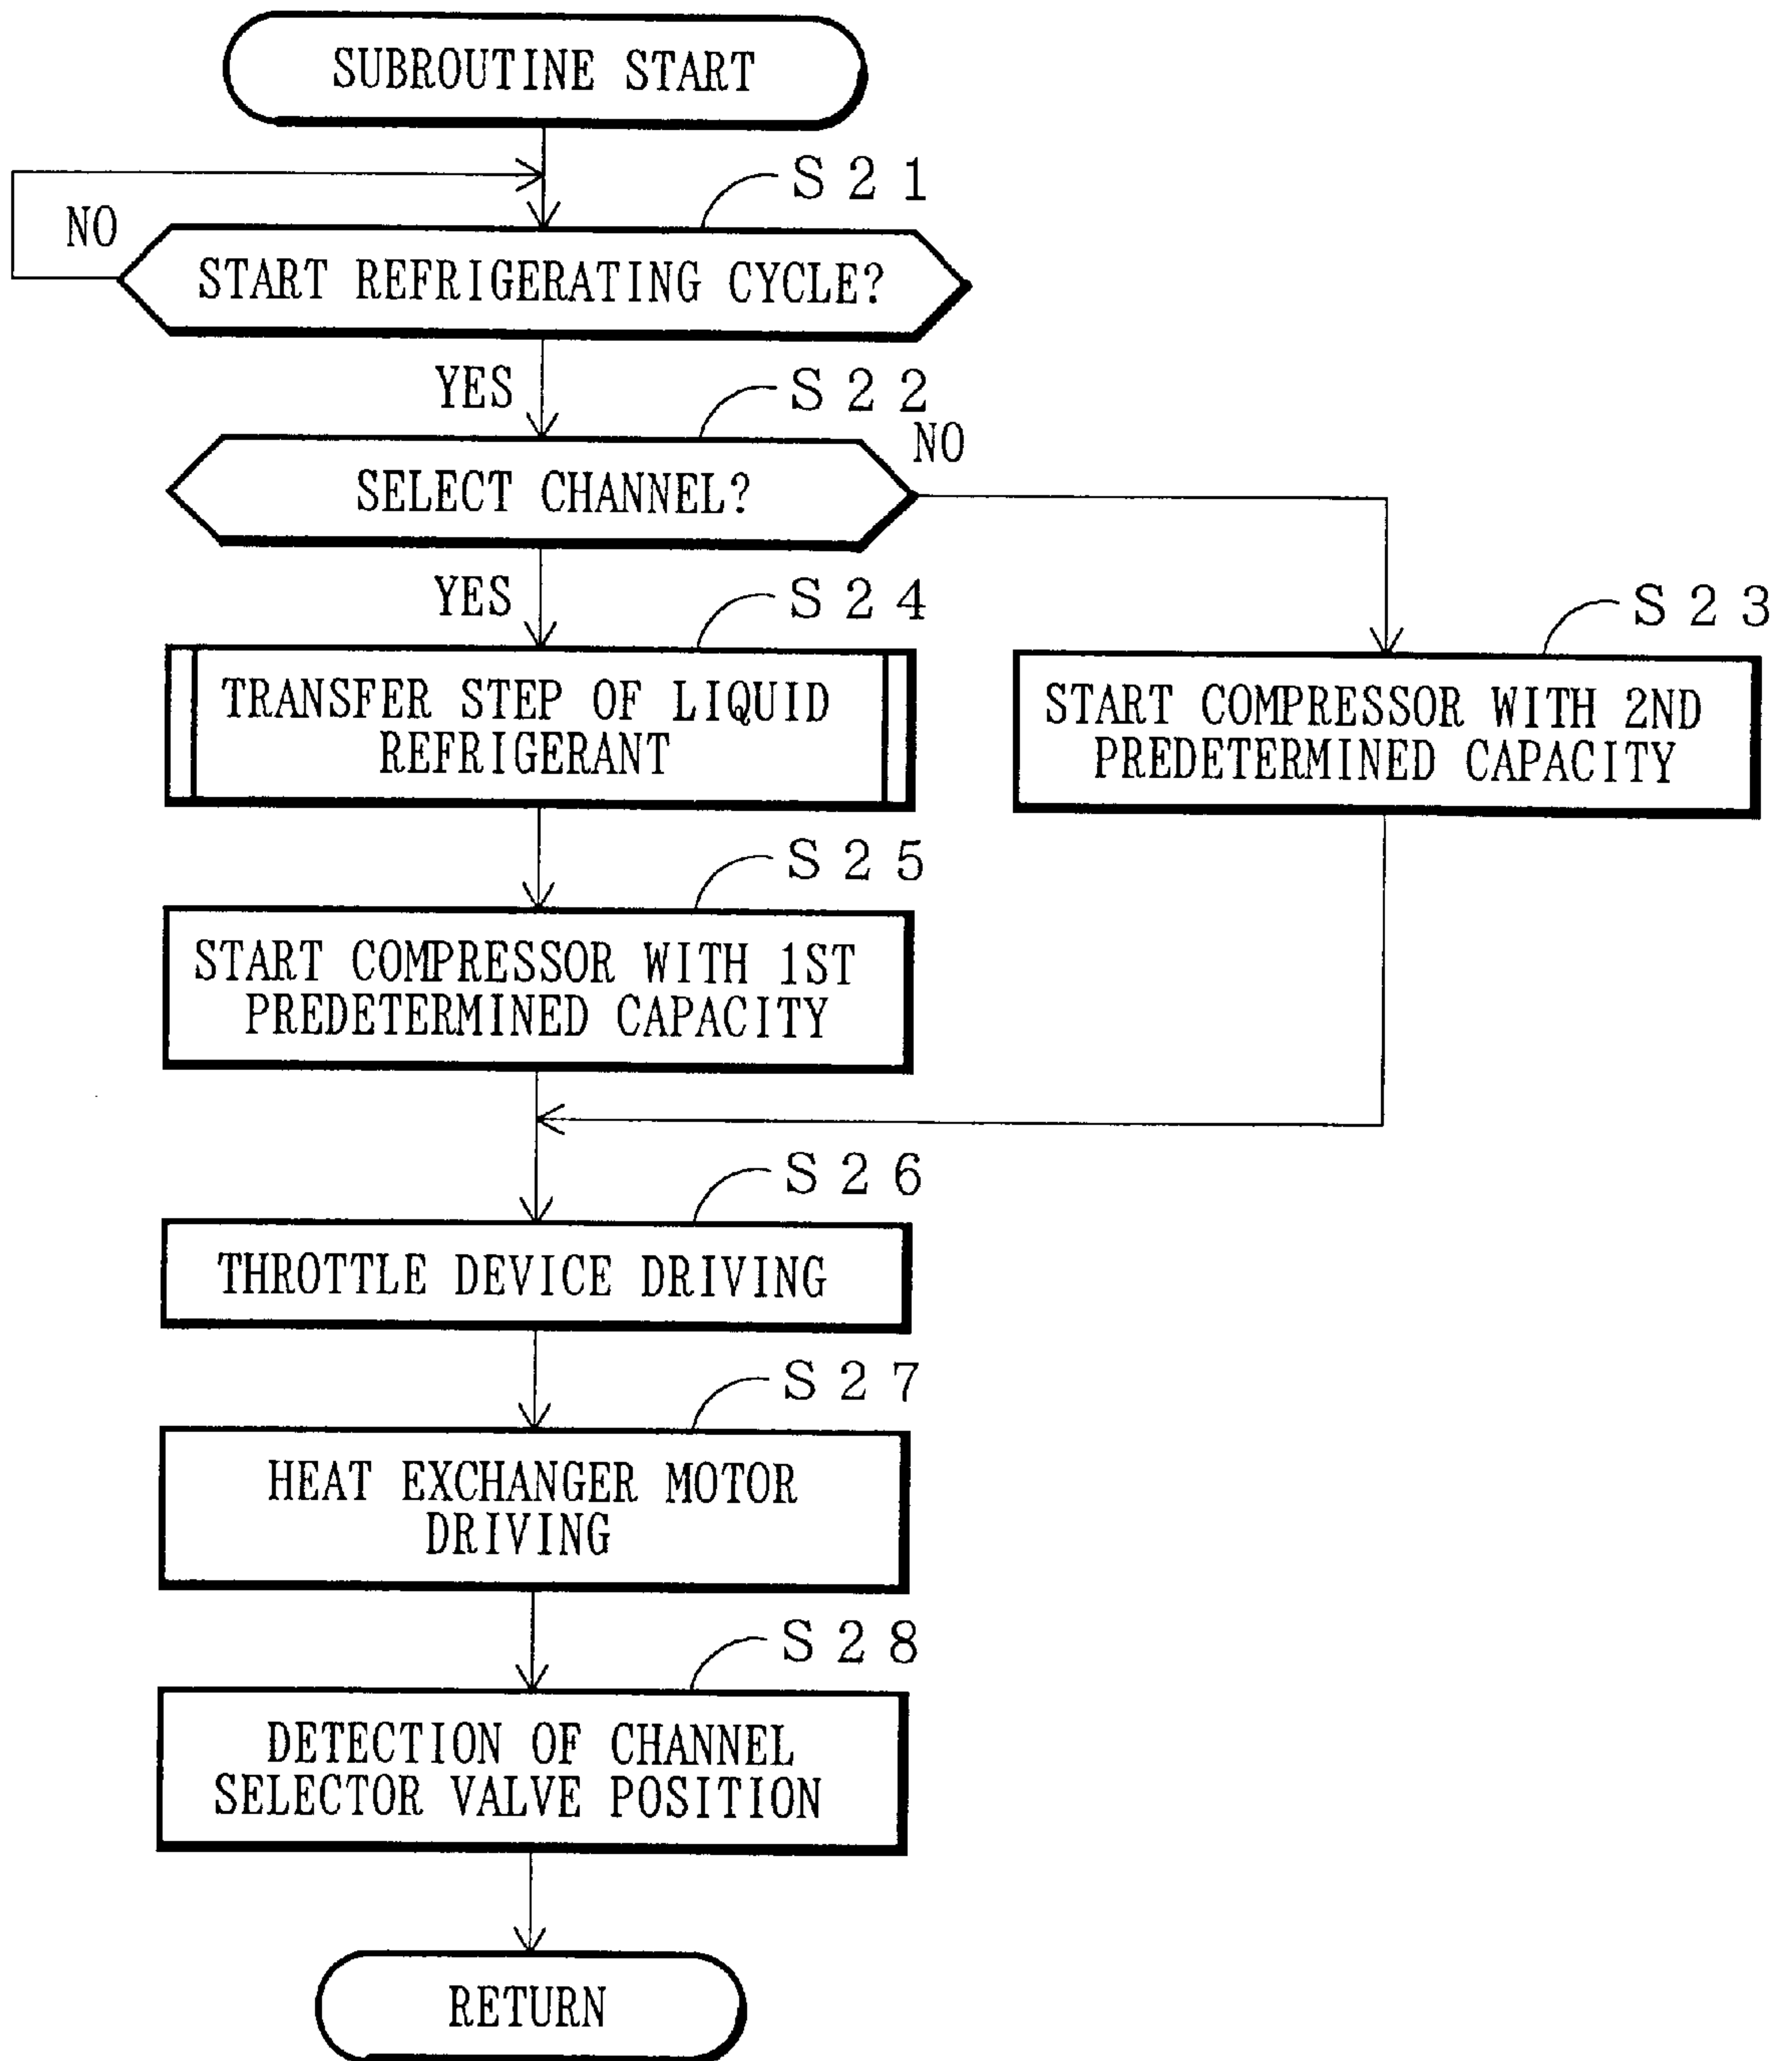 SUBROUTINE START
S21
NO
START REFRIGERATING CYCLE?
YES
S22
NO
SELECT CHANNEL?
YES
S24
S23
TRANSFER STEP OF LIQUID
REFRIGERANT
START COMPRESSOR WITH 2ND
PREDETERMINED CAPACITY
S25
START COMPRESSOR WITH 1ST
PREDETERMINED CAPACITY
S26
THROTTLE DEVICE DRIVING
S27
HEAT EXCHANGER MOTOR
DRIVING
S28
DETECTION OF CHANNEL
SELECTOR VALVE POSITION
RETURN